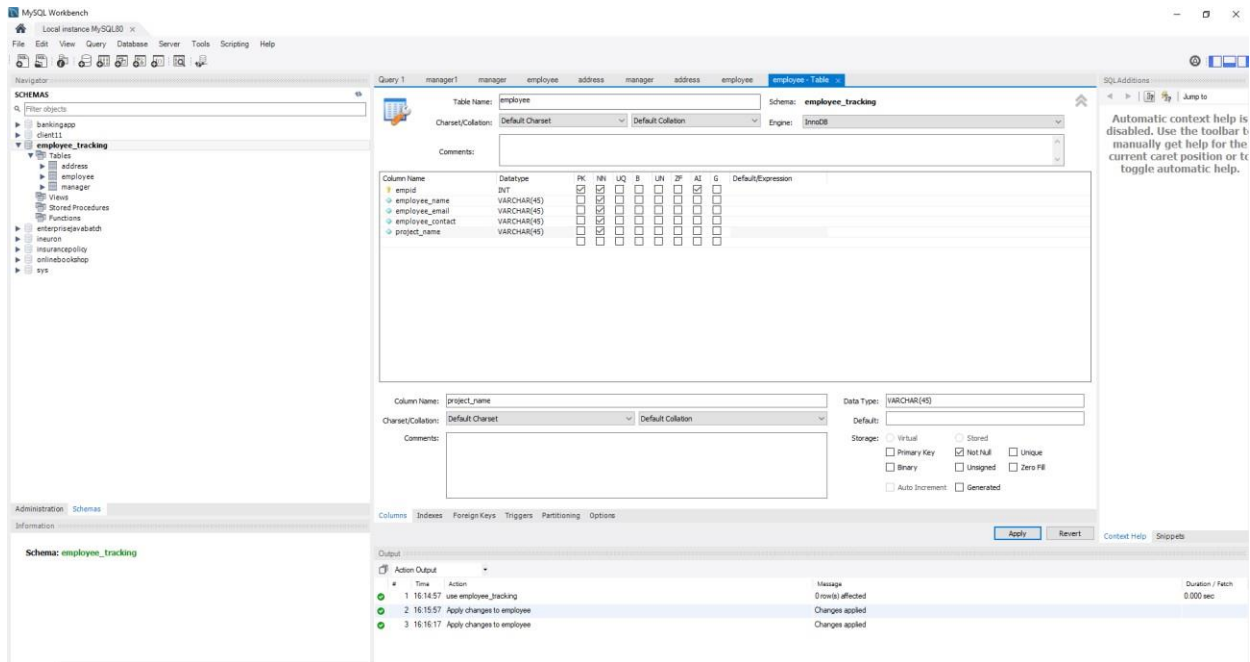 MySQL Workbench
Local instance MySQL80
File Edit View Query Database Server Tools Scripting Help
Navigator
SCHEMAS
Filter objects
bankingapp
client11
employee_tracking
Tables
address
employee
manager
Views
Stored Procedures
Functions
enterprisejavabatch
ineuron
insurancepolicy
onlinebookshop
sys
Administration Schemas
Information
Schema: employee_tracking
Query 1 manager1 manager employee address manager address employee employee - Table
Table Name: employee Schema: employee_tracking
Charset/Collation: Default Charset Default Collation Engine: InnoDB
Comments:
Column Name Datatype PK NN UQ B UN ZF AI G Default/Expression
empid INT
employee_name VARCHAR(45)
employee_email VARCHAR(45)
employee_contact VARCHAR(45)
project_name VARCHAR(45)
Column Name: project_name Data Type: VARCHAR(45)
Charset/Collation: Default Charset Default Collation Default:
Comments: Storage: Virtual Stored
Primary Key Not Null Unique
Binary Unsigned Zero Fill
Auto Increment Generated
Columns Indexes Foreign Keys Triggers Partitioning Options
Apply Revert
Output
Action Output
# Time Action Message Duration / Fetch
1 16:14:57 use employee_tracking 0 row(s) affected 0.000 sec
2 16:15:57 Apply changes to employee Changes applied
3 16:16:17 Apply changes to employee Changes applied
SQLAdditions
Jump to
Automatic context help is
disabled. Use the toolbar to
manually get help for the
current caret position or to
toggle automatic help.
Context Help Snippets